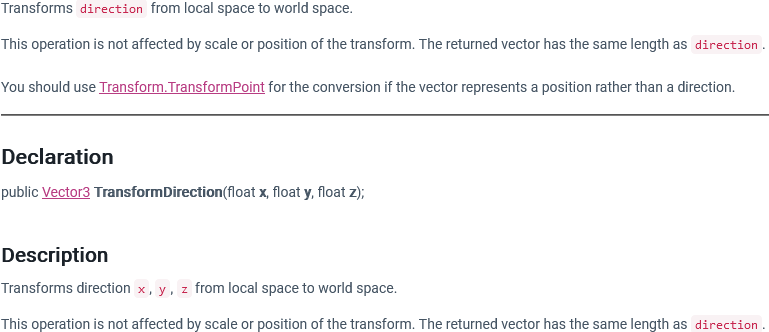 Transforms direction from local space to world space.
This operation is not affected by scale or position of the transform. The returned vector has the same length as direction.
You should use Transform.TransformPoint for the conversion if the vector represents a position rather than a direction.
Declaration
public Vector3 TransformDirection(float x, float y, float z);
Description
Transforms direction x, y, z from local space to world space.
This operation is not affected by scale or position of the transform. The returned vector has the same length as direction.